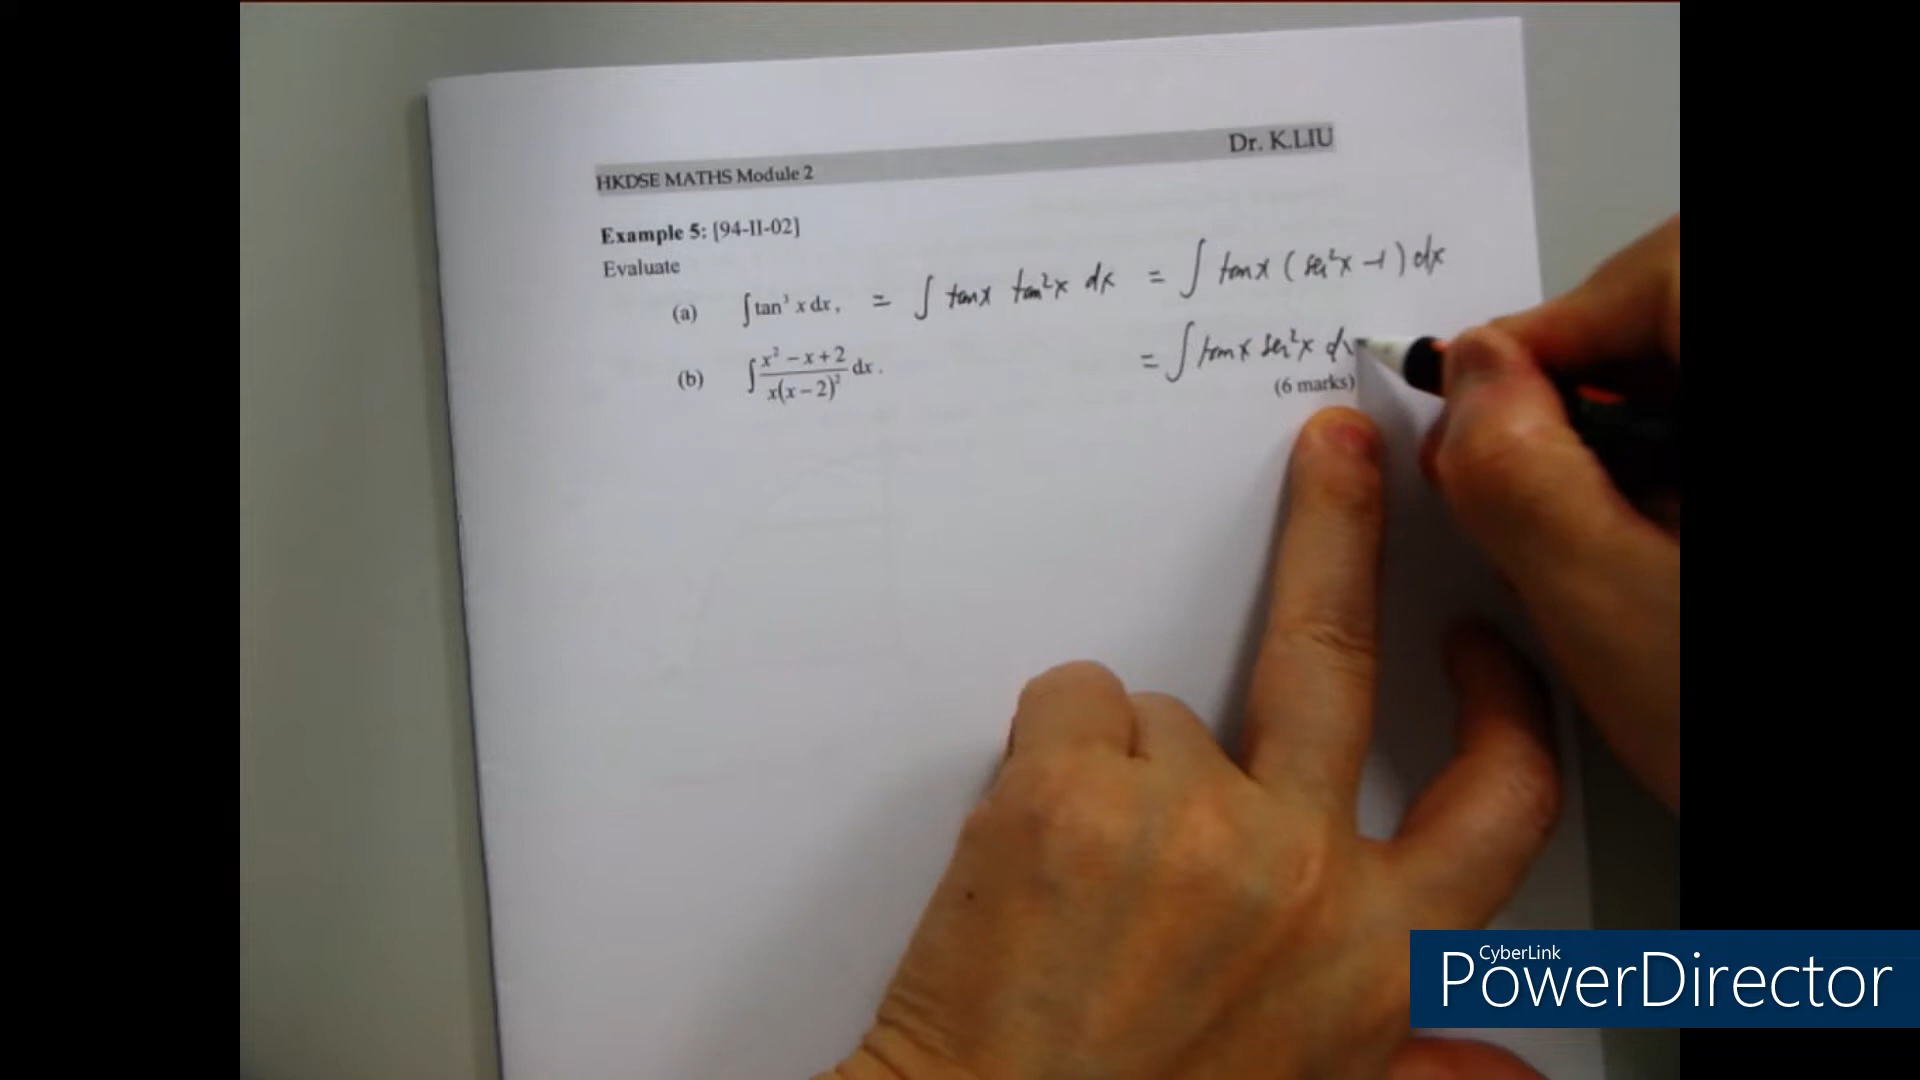 Dr. K.LIU
HKDSE MATHS Module 2
Example 5: [94-II-02]
Evaluate
(a) ∫tan³ x dx, = ∫ tanx tan²x dx = ∫ tanx (sec²x −1) dx
(b) ∫ (x² − x + 2)/(x(x − 2)²) dx . = ∫ tanx sec²x dx
(6 marks)
CyberLink
PowerDirector